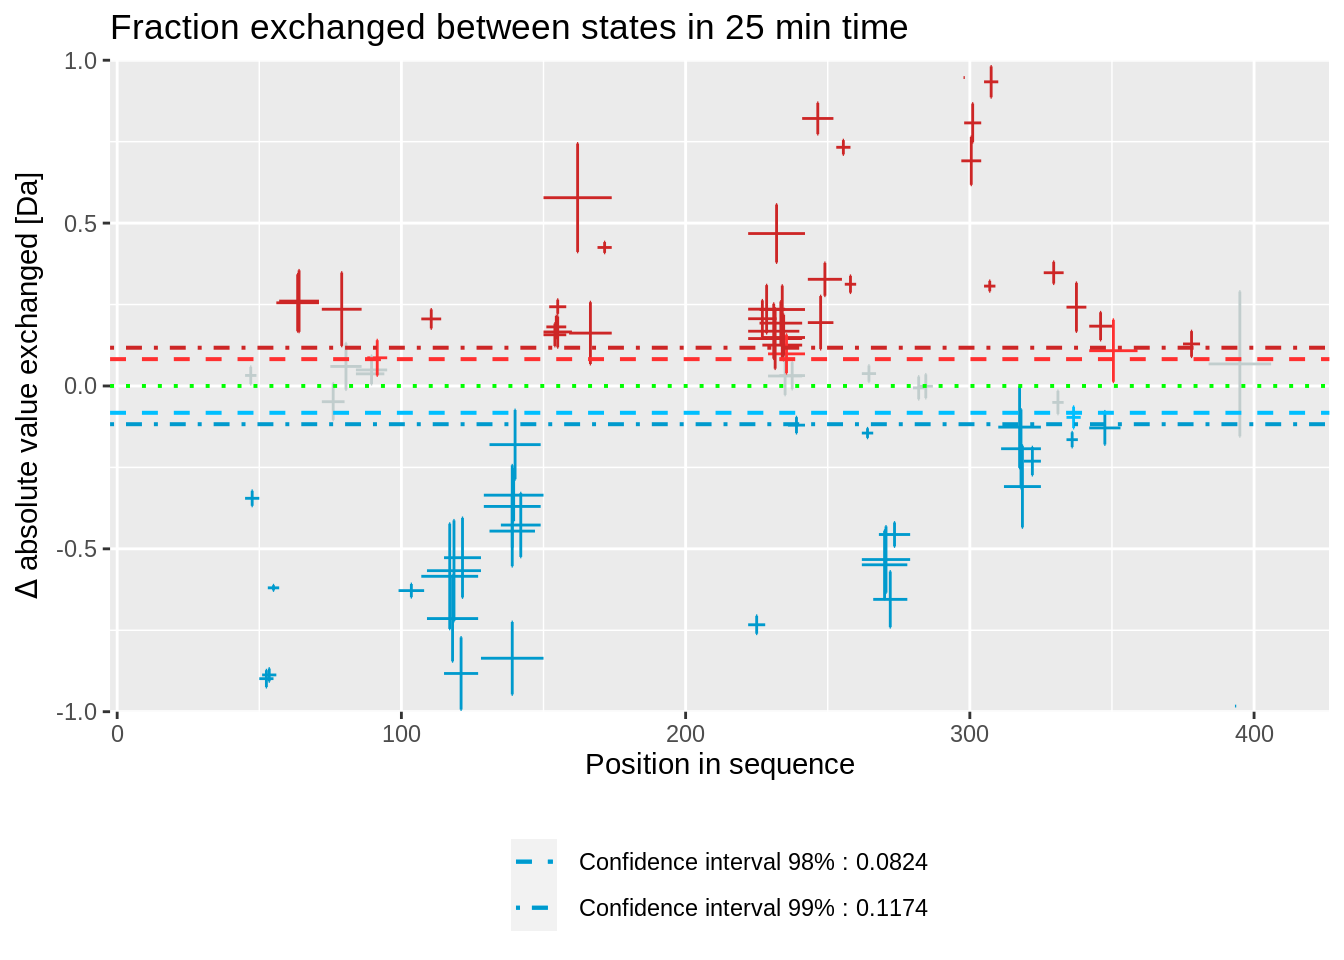 Fraction exchanged between states in 25 min time
Δ absolute value exchanged [Da]
1.0
0.5
0.0
-0.5
-1.0
0 100 200 300 400
Position in sequence
Confidence interval 98% : 0.0824
Confidence interval 99% : 0.1174